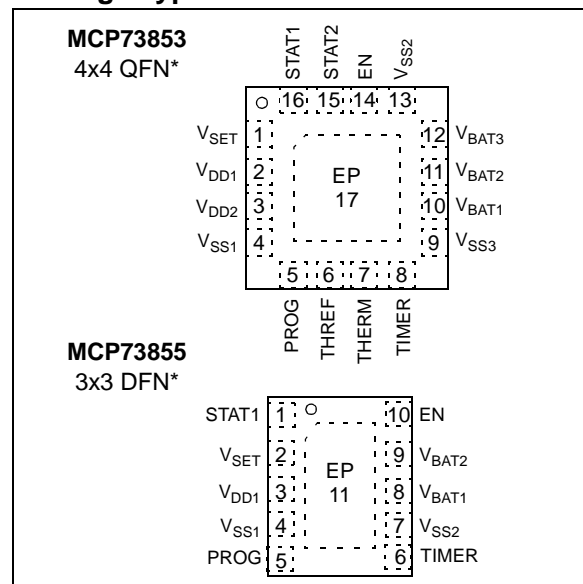 MCP73853
4x4 QFN*
STAT1 STAT2 EN VSS2
16 15 14 13
VSET 1 12 VBAT3
VDD1 2 EP 11 VBAT2
VDD2 3 17 10 VBAT1
VSS1 4 9 VSS3
5 6 7 8
PROG THREF THERM TIMER
MCP73855
3x3 DFN*
STAT1 1 10 EN
VSET 2 EP 9 VBAT2
VDD1 3 11 8 VBAT1
VSS1 4 7 VSS2
PROG 5 6 TIMER